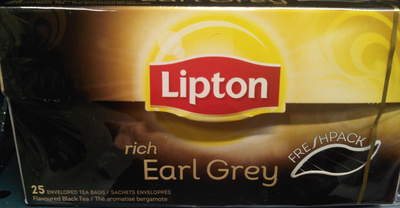 Lipton
rich
Earl Grey
FRESHPACK
25 ENVELOPED TEA BAGS / SACHETS ENVELOPPÉS
Flavoured Black Tea / Thé aromatisé bergamote